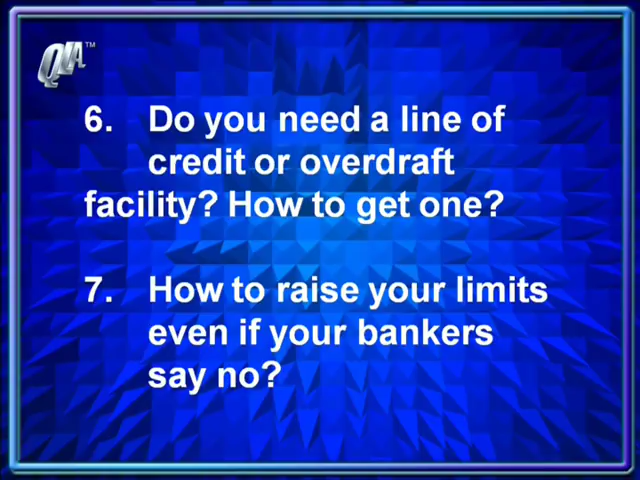 QIA™
6. Do you need a line of
credit or overdraft
facility? How to get one?
7. How to raise your limits
even if your bankers
say no?